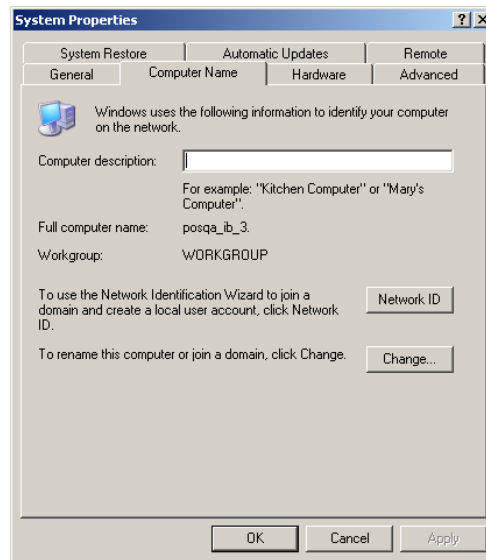 System Properties
System Restore
Automatic Updates
Remote
General
Computer Name
Hardware
Advanced
Windows uses the following information to identify your computer
on the network.
Computer description:
For example: "Kitchen Computer" or "Mary's
Computer".
Full computer name:
posqa_ib_3.
Workgroup:
WORKGROUP
To use the Network Identification Wizard to join a
domain and create a local user account, click Network
ID.
Network ID
To rename this computer or join a domain, click Change.
Change...
OK
Cancel
Apply